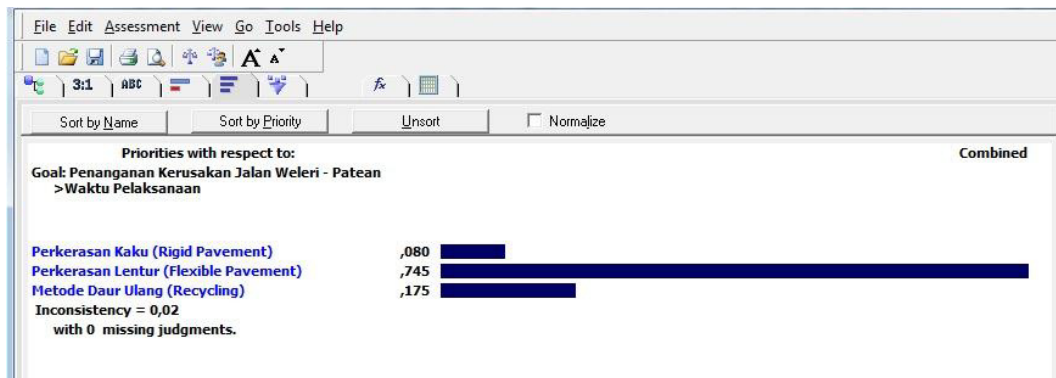 File Edit Assessment View Go Tools Help
A A
3:1 ABC fx
Sort by Name Sort by Priority Unsort Normalize
Priorities with respect to: Combined
Goal: Penanganan Kerusakan Jalan Weleri - Patean
>Waktu Pelaksanaan
Perkerasan Kaku (Rigid Pavement) ,080
Perkerasan Lentur (Flexible Pavement) ,745
Metode Daur Ulang (Recycling) ,175
Inconsistency = 0,02
with 0 missing judgments.